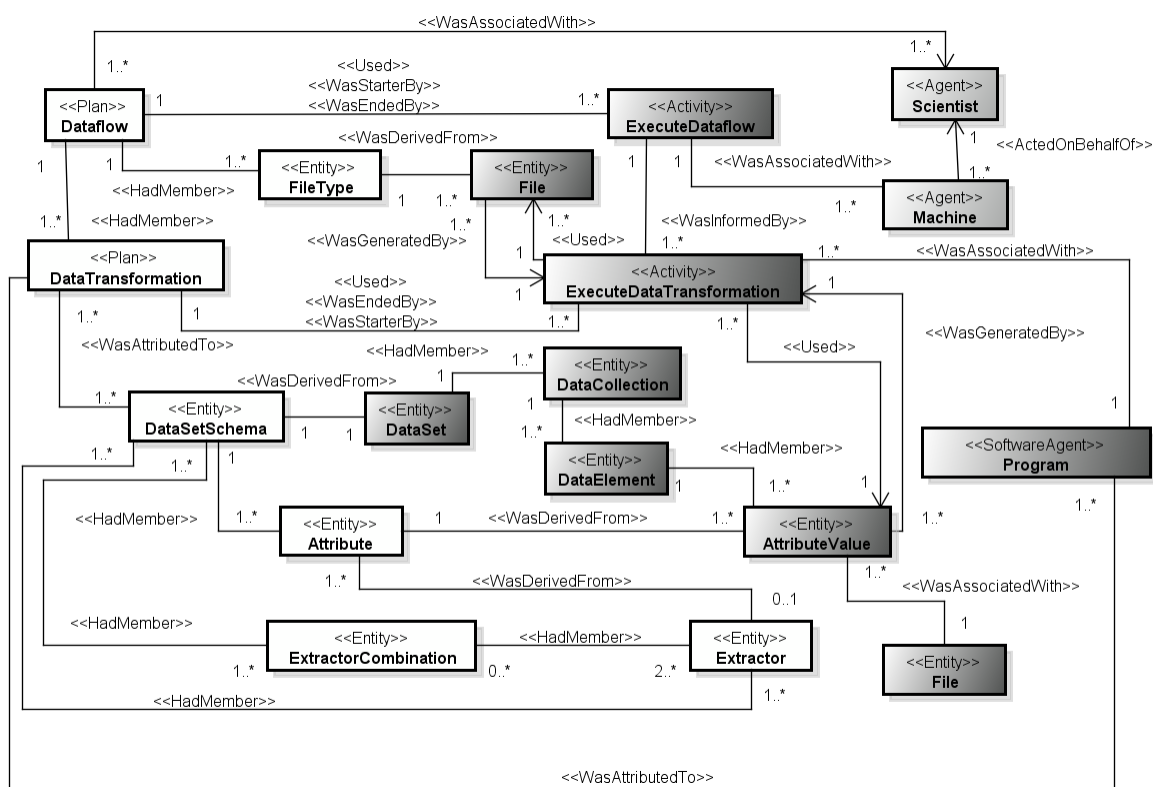 <<WasAssociatedWith>>
1..*
1..*
<<Used>>
<<WasStarterBy>>
<<WasEndedBy>>
1
1..*
<<Plan>>
Dataflow
<<Activity>>
ExecuteDataflow
<<Agent>>
Scientist
<<WasDerivedFrom>>
1
1
1..*
<<HadMember>>
<<Entity>>
FileType
1
1..*
<<Entity>>
File
1
1
<<WasAssociatedWith>>
1..*
1
<<ActedOnBehalfOf>>
1..*
<<Agent>>
Machine
1..*
<<HadMember>>
1..*
<<WasGeneratedBy>>
1
1..*
<<Used>>
1
<<WasInformedBy>>
1..*
1..*
<<WasAssociatedWith>>
<<Plan>>
DataTransformation
<<Activity>>
ExecuteDataTransformation
<<Used>>
<<WasEndedBy>>
<<WasStarterBy>>
1
1..*
1..*
1
1..*
<<WasGeneratedBy>>
<<WasAttributedTo>>
<<Used>>
<<HadMember>>
1
1..*
<<Entity>>
DataCollection
<<WasDerivedFrom>>
1..*
<<Entity>>
DataSetSchema
1
1
<<Entity>>
DataSet
1
<<HadMember>>
1..*
1
<<SoftwareAgent>>
Program
1..*
1..*
1..*
1
<<Entity>>
DataElement
1
<<HadMember>>
1..*
1
1..*
<<HadMember>>
1..*
<<Entity>>
Attribute
1
<<WasDerivedFrom>>
1..*
<<Entity>>
AttributeValue
1..*
1..*
<<WasDerivedFrom>>
0..1
1..*
<<WasAssociatedWith>>
1
<<HadMember>>
1..*
<<Entity>>
ExtractorCombination
0..*
<<HadMember>>
2..*
<<Entity>>
Extractor
1..*
<<Entity>>
File
<<HadMember>>
<<WasAttributedTo>>